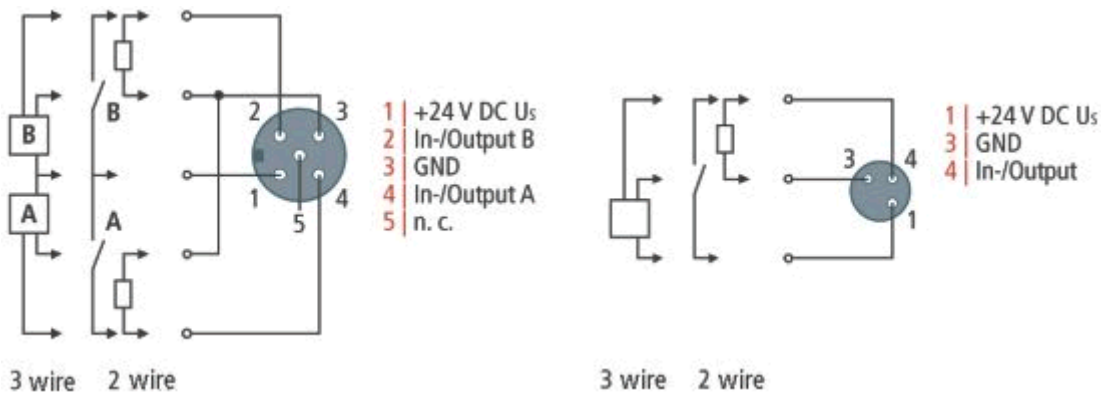 B
A
B
A
2
3
1
4
5
1 | +24 V DC Us
2 | In-/Output B
3 | GND
4 | In-/Output A
5 | n. c.
3 wire 2 wire
3
4
1
1 | +24 V DC Us
3 | GND
4 | In-/Output
3 wire 2 wire